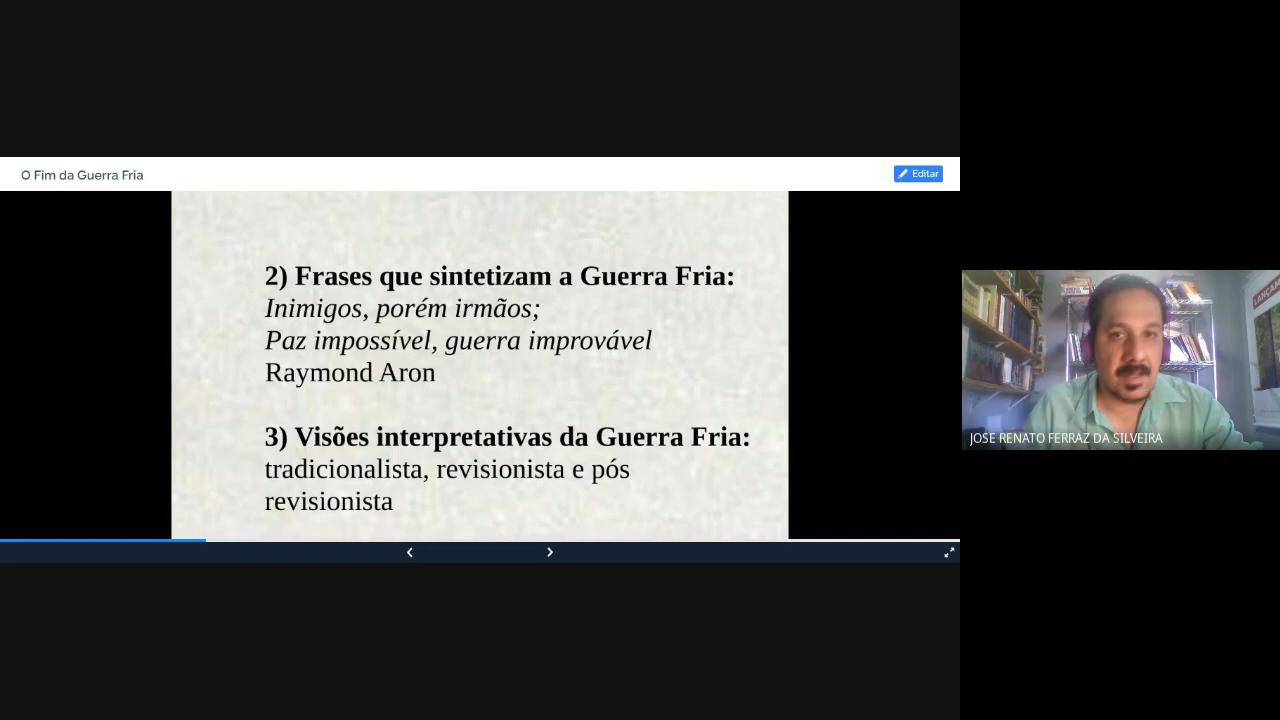 O Fim da Guerra Fria
Editar
2) Frases que sintetizam a Guerra Fria:
Inimigos, porém irmãos;
Paz impossível, guerra improvável
Raymond Aron
3) Visões interpretativas da Guerra Fria:
tradicionalista, revisionista e pós
revisionista
LANÇAM
JOSE RENATO FERRAZ DA SILVEIRA